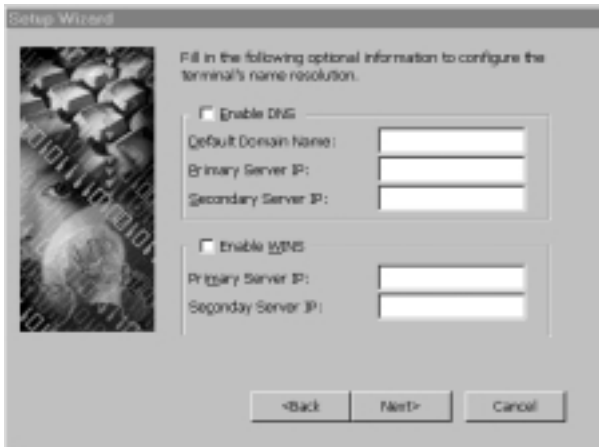 Setup Wizard
Fill in the following optional information to configure the
terminal's name resolution.
Enable DNS
Default Domain Name:
Primary Server IP:
Secondary Server IP:
Enable WINS
Primary Server IP:
Seconday Server IP:
<Back
Next>
Cancel